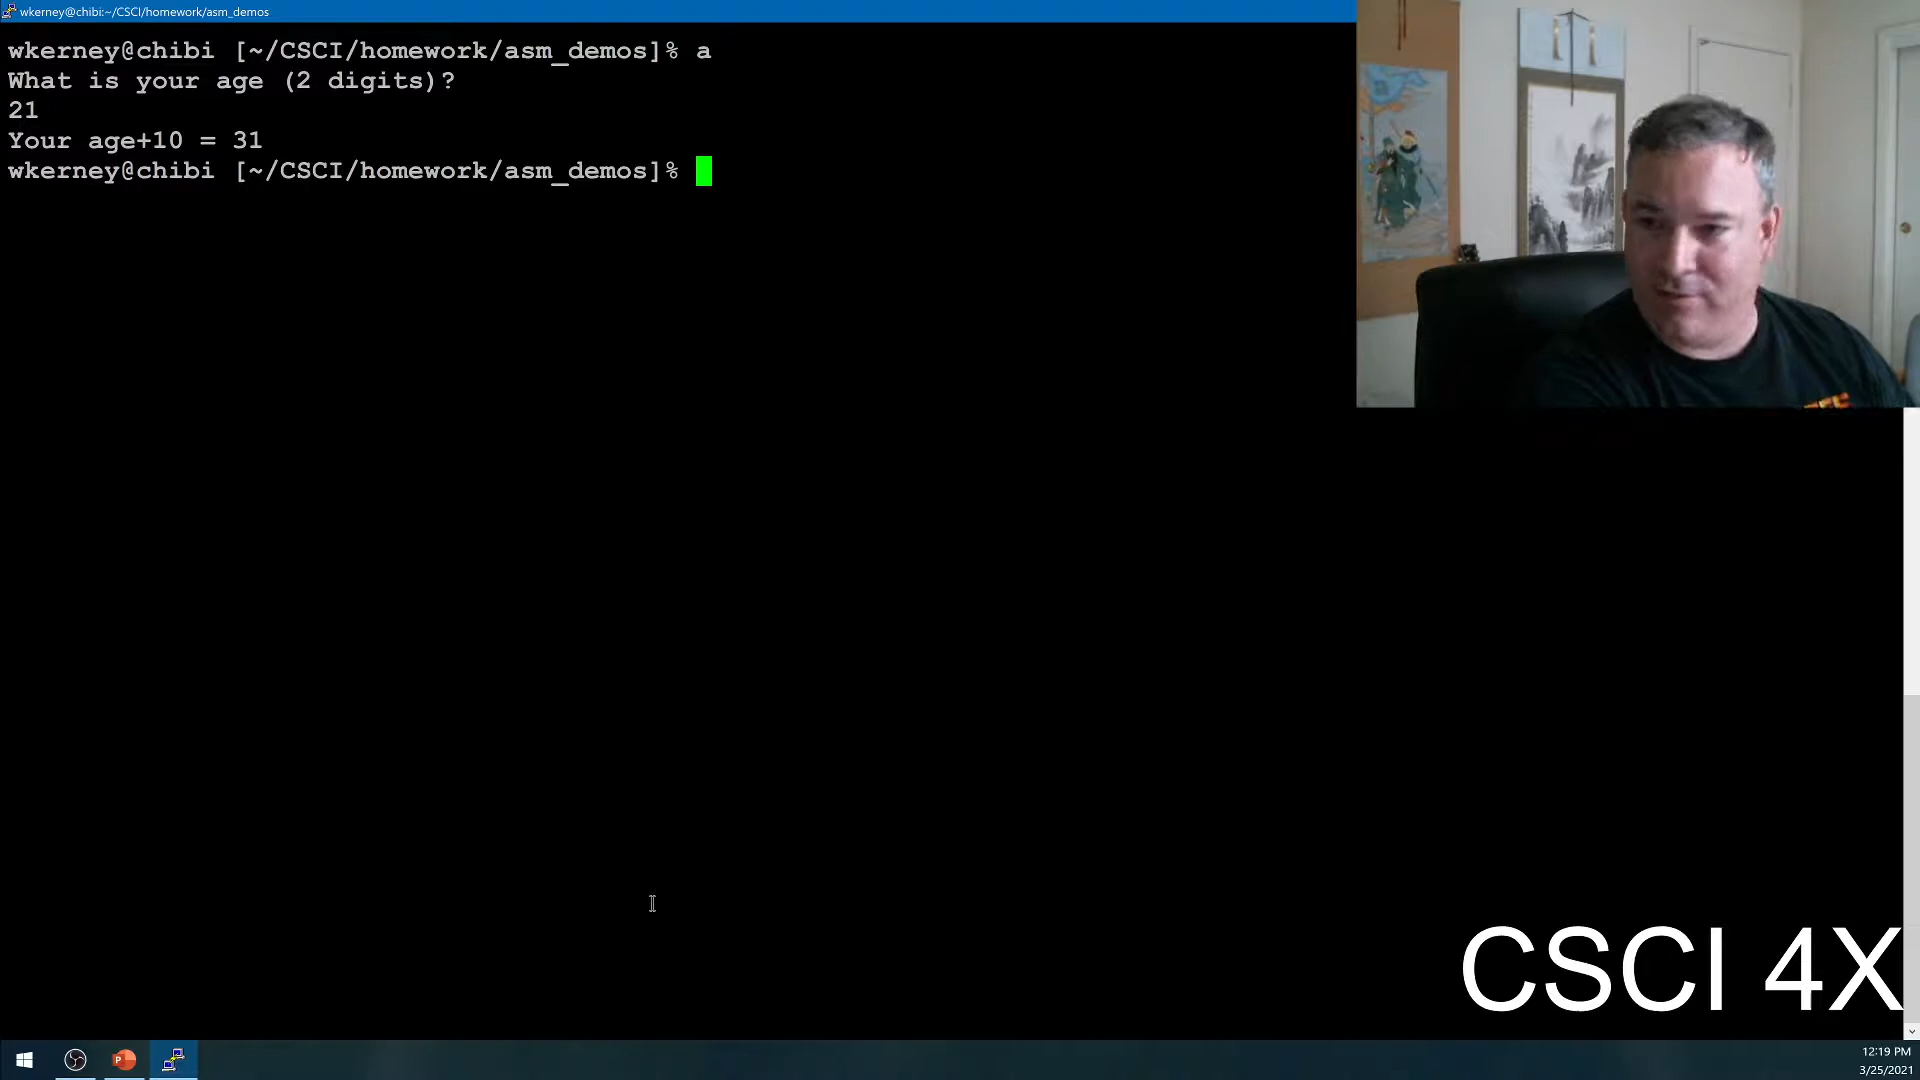 wkerney@chibi:~/CSCI/homework/asm_demos
wkerney@chibi [~/CSCI/homework/asm_demos]% a
What is your age (2 digits)?
21
Your age+10 = 31
wkerney@chibi [~/CSCI/homework/asm_demos]%
CSCI 4X
12:19 PM
3/25/2021